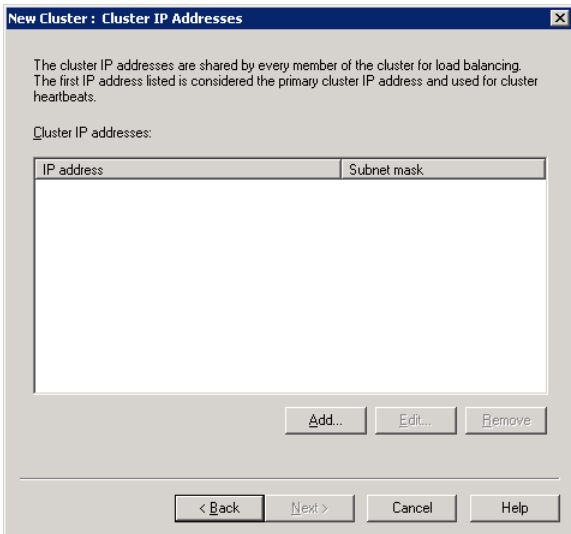 New Cluster : Cluster IP Addresses
The cluster IP addresses are shared by every member of the cluster for load balancing.
The first IP address listed is considered the primary cluster IP address and used for cluster
heartbeats.
Cluster IP addresses:
IP address Subnet mask
Add... Edit... Remove
< Back Next > Cancel Help